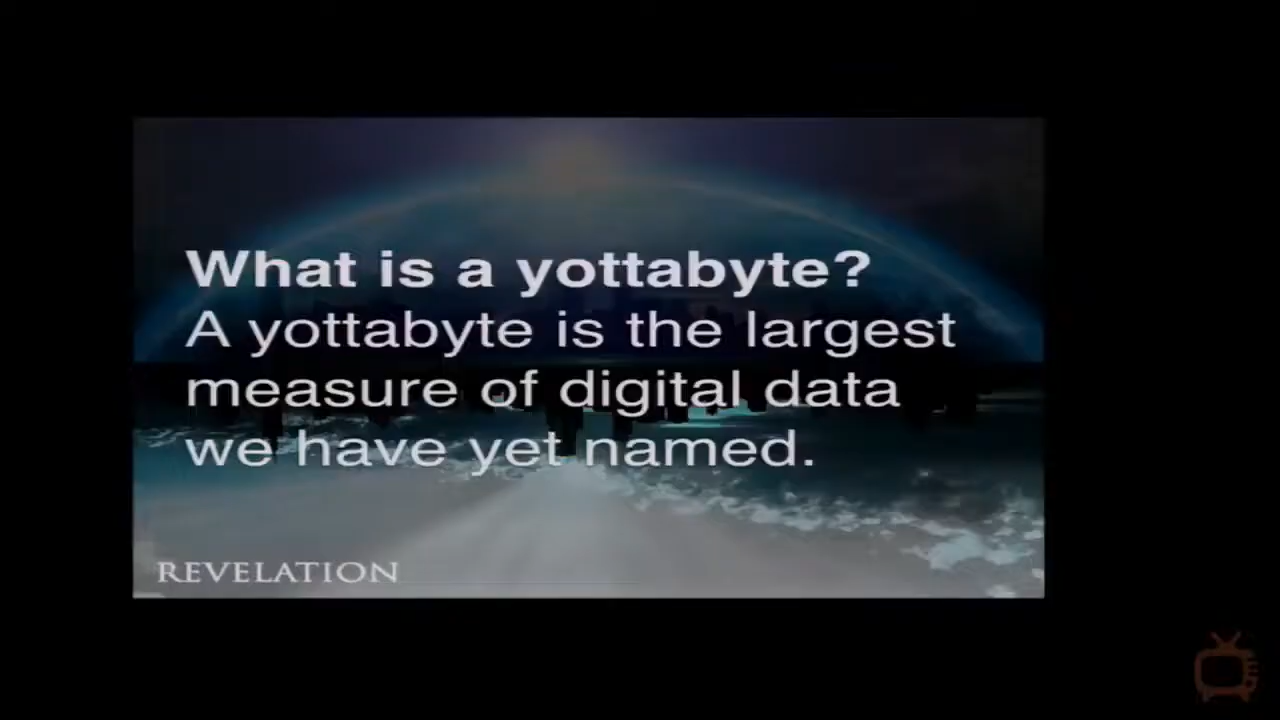 What is a yottabyte?
A yottabyte is the largest
measure of digital data
we have yet named.
REVELATION